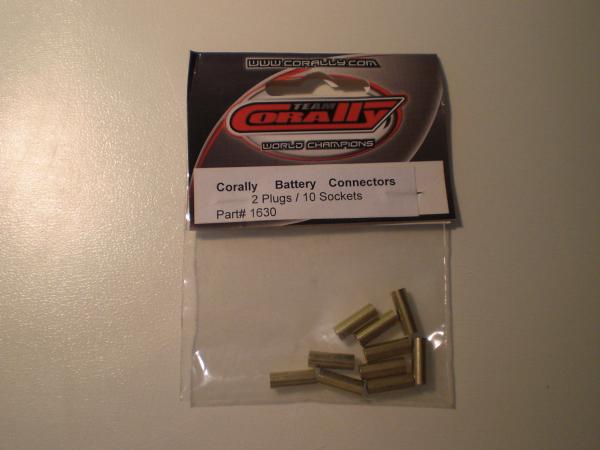 WWW.CORALLY.COM
TEAM
CORALLY
WORLD CHAMPIONS
Corally Battery Connectors
2 Plugs / 10 Sockets
Part# 1630